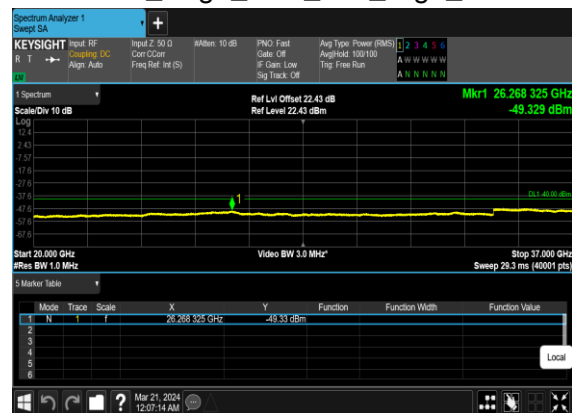 Spectrum Analyzer 1
Swept SA
+
KEYSIGHT Input: RF Input Z: 50 Ω #Atten: 10 dB PNO: Fast Avg Type: Power (RMS) 1 2 3 4 5 6
R T Coupling: DC Corr CCorr Gate: Off Avg|Hold: 100/100 A W W W W W
Align: Auto Freq Ref: Int (S) IF Gain: Low Trig: Free Run
LXI Sig Track: Off A N N N N N
1 Spectrum Ref Lvl Offset 22.43 dB Mkr1 26.268 325 GHz
Scale/Div 10 dB Ref Level 22.43 dBm -49.329 dBm
Log
12.4
2.43
-7.57
-17.6
-27.6
-37.6 DL1 -40.00 dBm
1
-47.6
-57.6
-67.6
Start 20.000 GHz Video BW 3.0 MHz* Stop 37.000 GHz
#Res BW 1.0 MHz Sweep 29.3 ms (40001 pts)
5 Marker Table
Mode Trace Scale X Y Function Function Width Function Value
1 N 1 f 26.268 325 GHz -49.33 dBm
2
3
4
5
6
Local
? Mar 21, 2024
12:07:14 AM